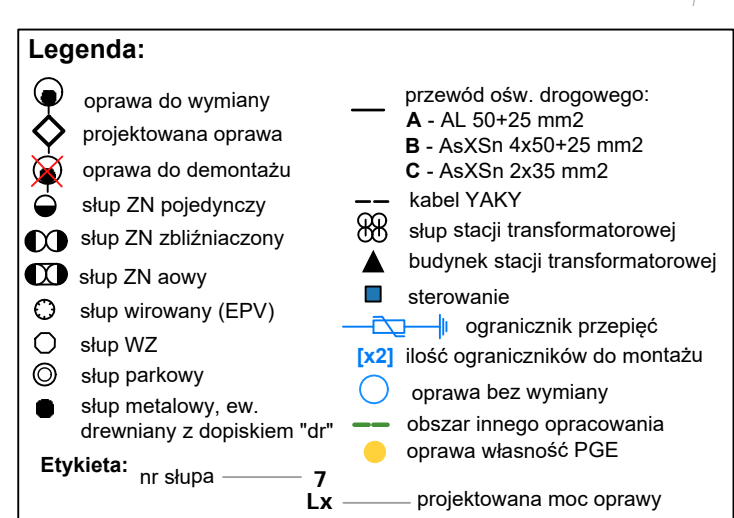 Legenda:
oprawa do wymiany
projektowana oprawa
oprawa do demontażu
słup ZN pojedynczy
słup ZN zbliźniaczony
słup ZN aowy
słup wirowany (EPV)
słup WZ
słup parkowy
słup metalowy, ew.
drewniany z dopiskiem "dr"
przewód ośw. drogowego:
A - AL 50+25 mm2
B - AsXSn 4x50+25 mm2
C - AsXSn 2x35 mm2
kabel YAKY
słup stacji transformatorowej
budynek stacji transformatorowej
sterowanie
ogranicznik przepięć
[x2] ilość ograniczników do montażu
oprawa bez wymiany
obszar innego opracowania
oprawa własność PGE
Etykieta: nr słupa 7
Lx projektowana moc oprawy